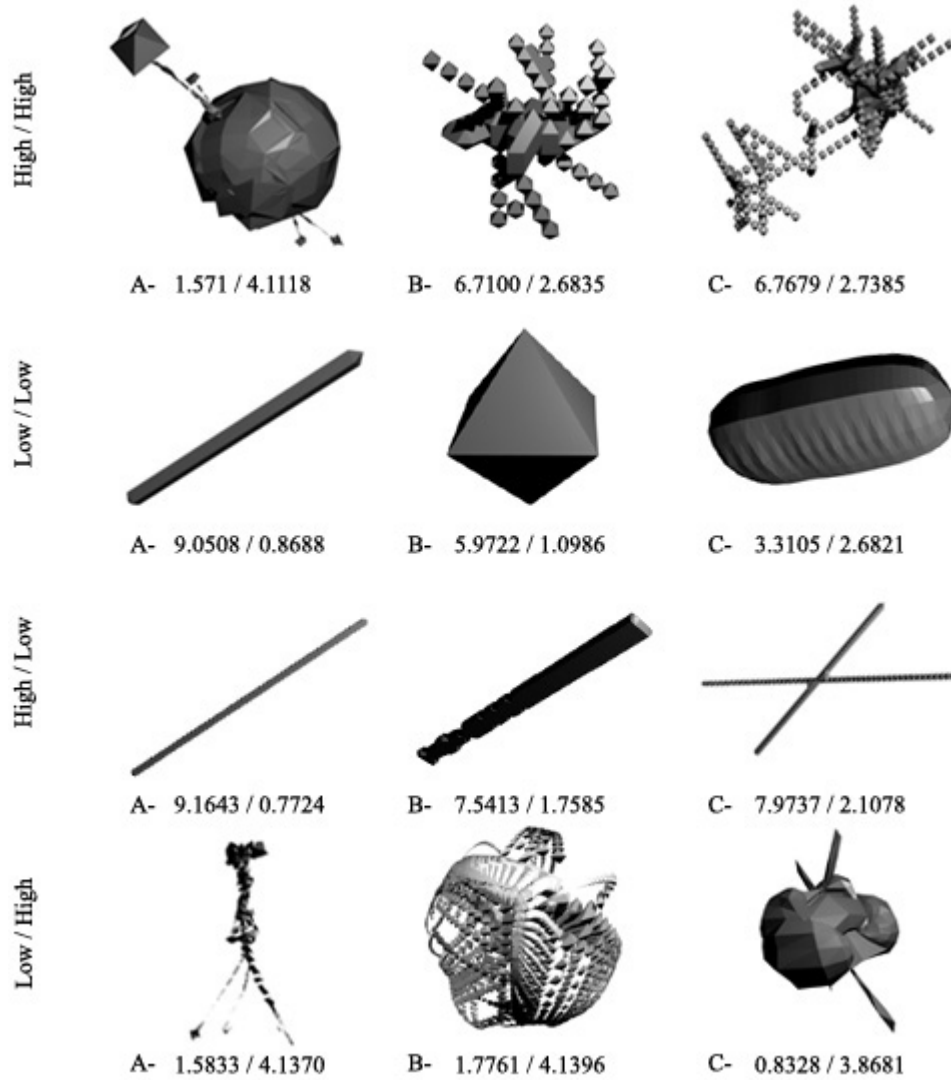 High / High
A- 1.571 / 4.1118
B- 6.7100 / 2.6835
C- 6.7679 / 2.7385
Low / Low
A- 9.0508 / 0.8688
B- 5.9722 / 1.0986
C- 3.3105 / 2.6821
High / Low
A- 9.1643 / 0.7724
B- 7.5413 / 1.7585
C- 7.9737 / 2.1078
Low / High
A- 1.5833 / 4.1370
B- 1.7761 / 4.1396
C- 0.8328 / 3.8681